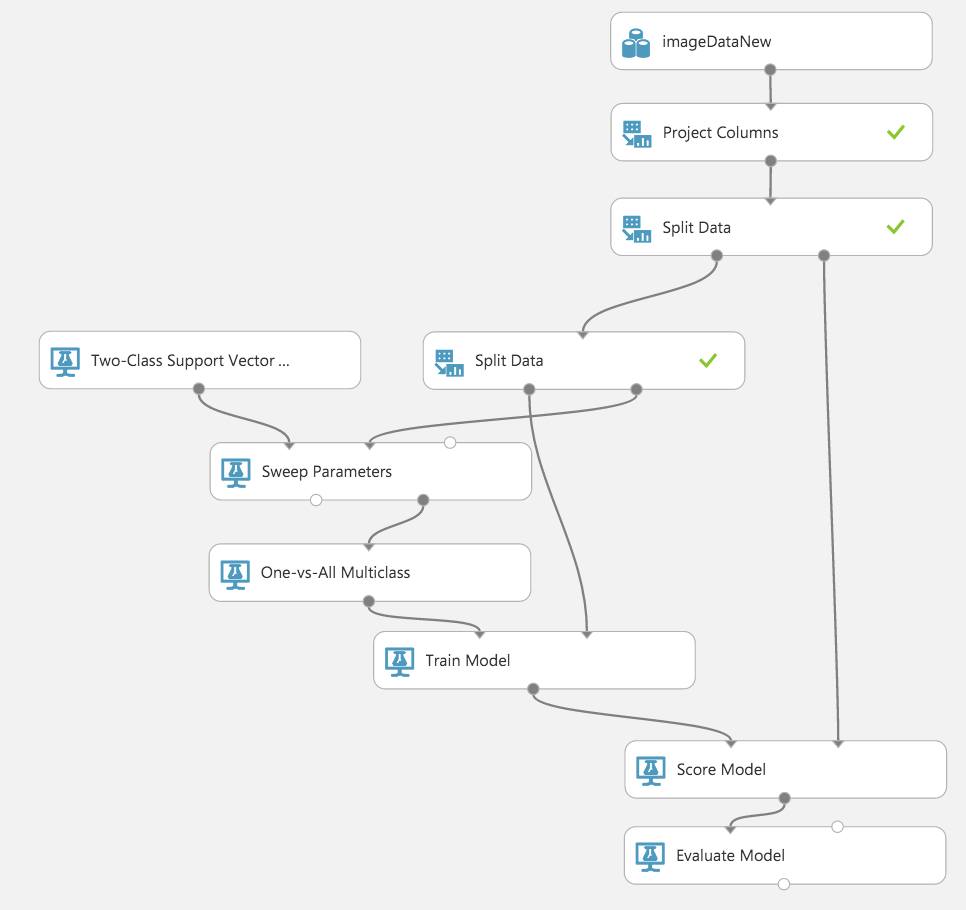 imageDataNew
Project Columns
Split Data
Two-Class Support Vector ...
Split Data
Sweep Parameters
One-vs-All Multiclass
Train Model
Score Model
Evaluate Model